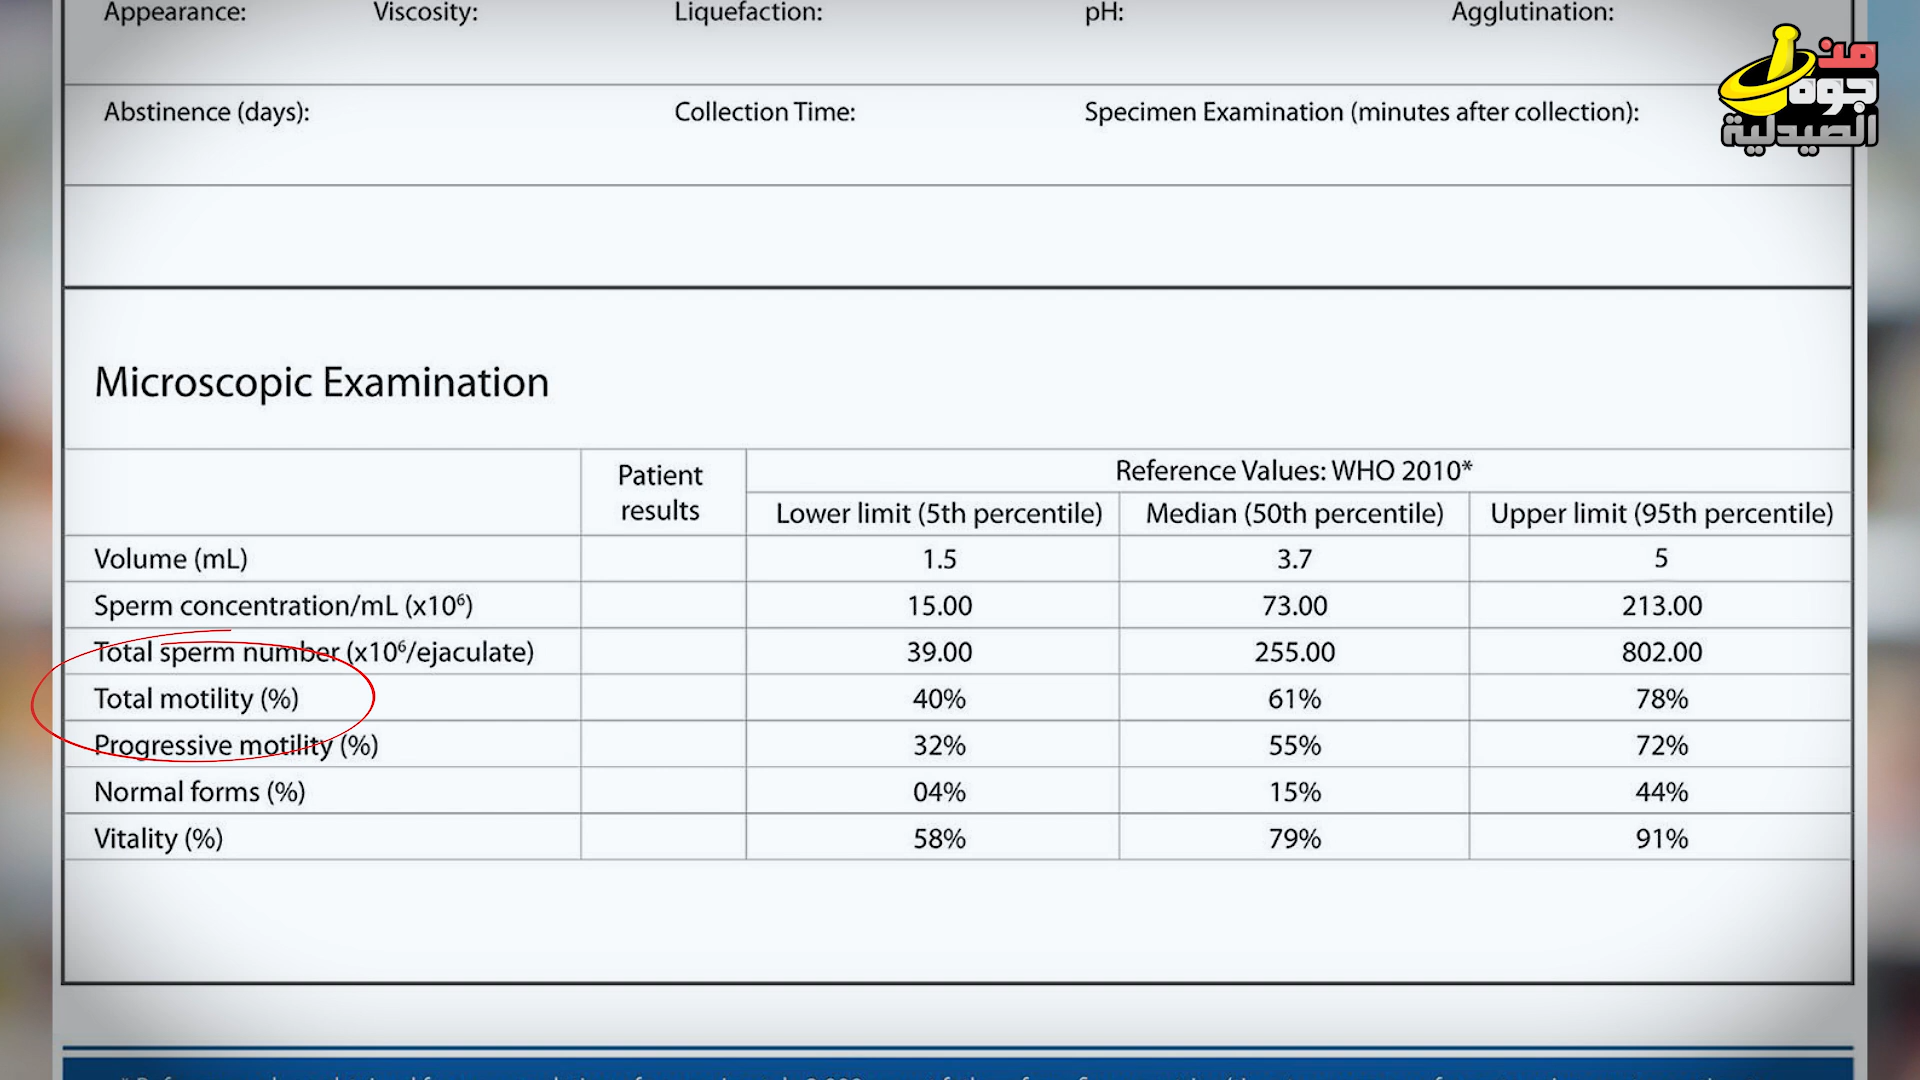 Appearance: Viscosity: Liquefaction: pH: Agglutination:
من
جوه
الصيدلية
Abstinence (days): Collection Time: Specimen Examination (minutes after collection):
Microscopic Examination
Patient results Reference Values: WHO 2010*
Lower limit (5th percentile) Median (50th percentile) Upper limit (95th percentile)
Volume (mL) 1.5 3.7 5
Sperm concentration/mL (x10⁶) 15.00 73.00 213.00
Total sperm number (x10⁶/ejaculate) 39.00 255.00 802.00
Total motility (%) 40% 61% 78%
Progressive motility (%) 32% 55% 72%
Normal forms (%) 04% 15% 44%
Vitality (%) 58% 79% 91%